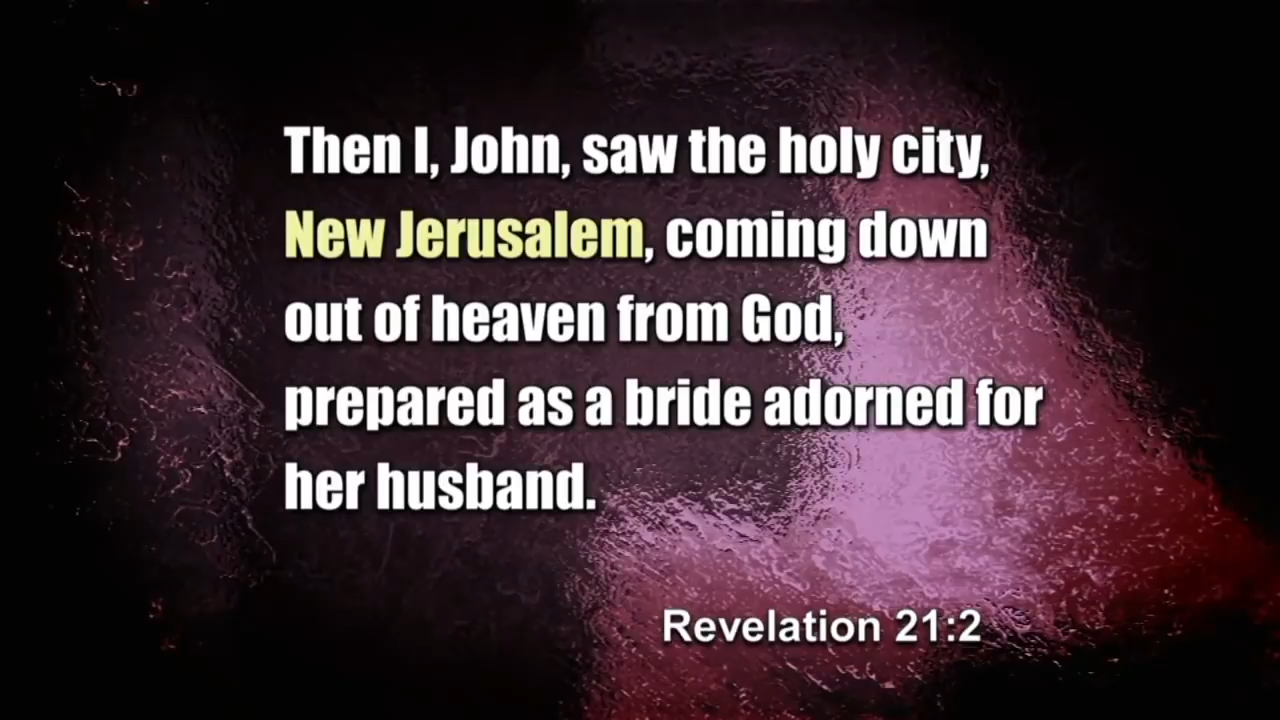 Then I, John, saw the holy city,
New Jerusalem, coming down
out of heaven from God,
prepared as a bride adorned for
her husband.
Revelation 21:2